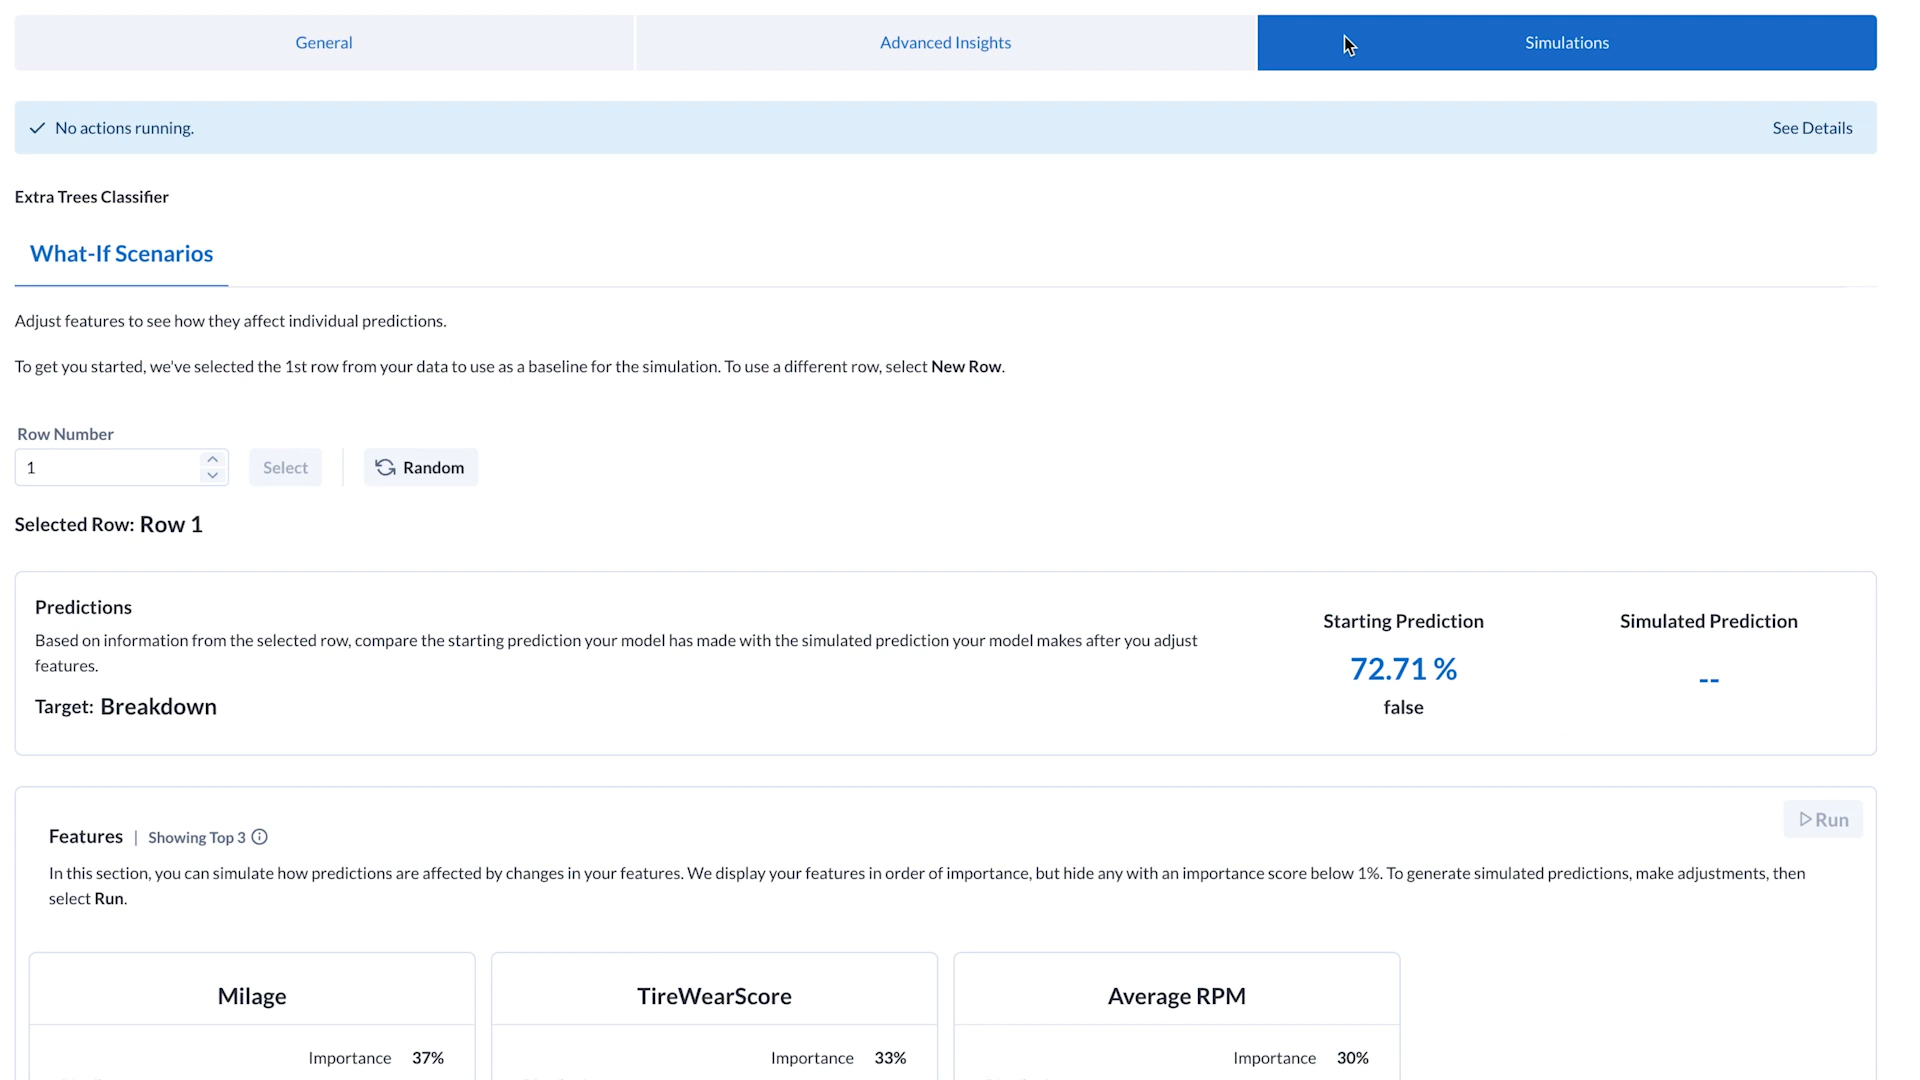 General
Advanced Insights
Simulations
No actions running.
See Details
Extra Trees Classifier
What-If Scenarios
Adjust features to see how they affect individual predictions.
To get you started, we've selected the 1st row from your data to use as a baseline for the simulation. To use a different row, select New Row.
Row Number
1
Select
Random
Selected Row: Row 1
Predictions
Based on information from the selected row, compare the starting prediction your model has made with the simulated prediction your model makes after you adjust
features.
Target: Breakdown
Starting Prediction
72.71 %
false
Simulated Prediction
--
Features | Showing Top 3
Run
In this section, you can simulate how predictions are affected by changes in your features. We display your features in order of importance, but hide any with an importance score below 1%. To generate simulated predictions, make adjustments, then
select Run.
Milage
Importance 37%
TireWearScore
Importance 33%
Average RPM
Importance 30%